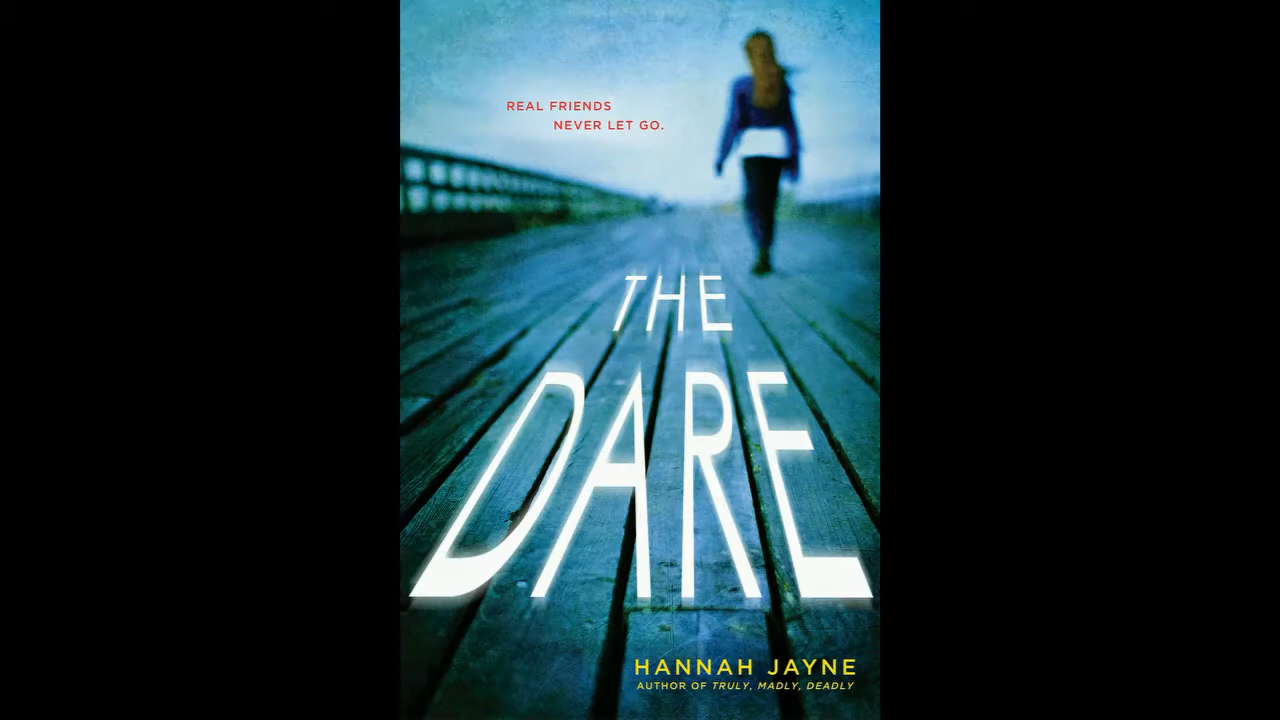 REAL FRIENDS
NEVER LET GO.
THE
DARE
HANNAH JAYNE
AUTHOR OF TRULY, MADLY, DEADLY